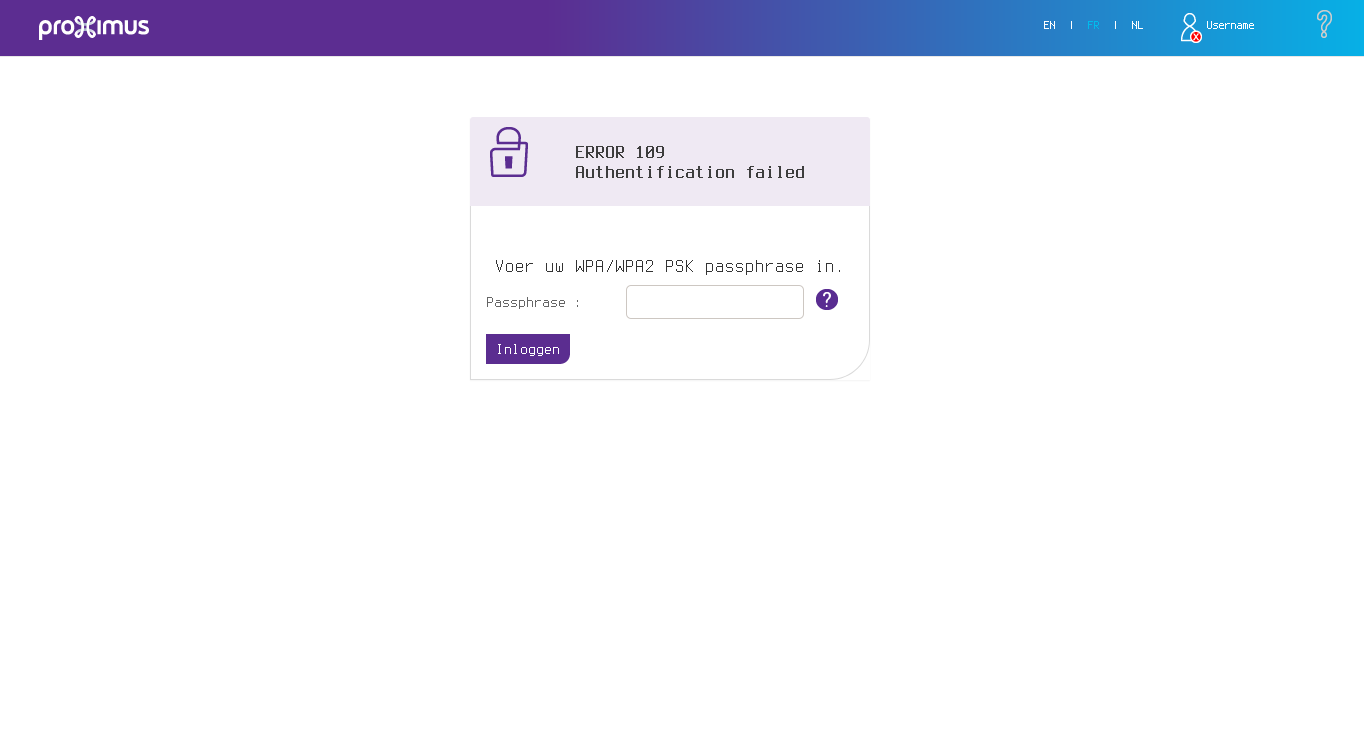 proximus
EN | FR | NL
Username
ERROR 109
Authentification failed
Voer uw WPA/WPA2 PSK passphrase in.
Passphrase :
?
Inloggen